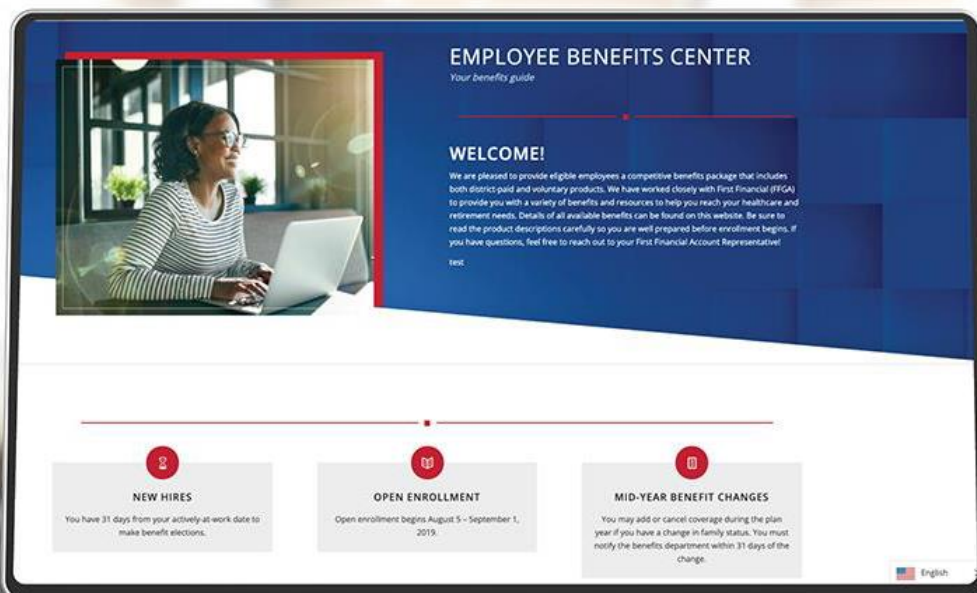 EMPLOYEE BENEFITS CENTER
Your benefits guide
WELCOME!
We are pleased to provide eligible employees a competitive benefits package that includes
both district-paid and voluntary products. We have worked closely with First Financial (FFGA)
to provide you with a variety of benefits and resources to help you reach your healthcare and
retirement needs. Details of all available benefits can be found on this website. Be sure to
read the product descriptions carefully so you are well prepared before enrollment begins. If
you have questions, feel free to reach out to your First Financial Account Representative!
test
NEW HIRES
You have 31 days from your actively-at-work date to
make benefit elections.
OPEN ENROLLMENT
Open enrollment begins August 5 – September 1,
2019.
MID-YEAR BENEFIT CHANGES
You may add or cancel coverage during the plan
year if you have a change in family status. You must
notify the benefits department within 31 days of the
change.
English